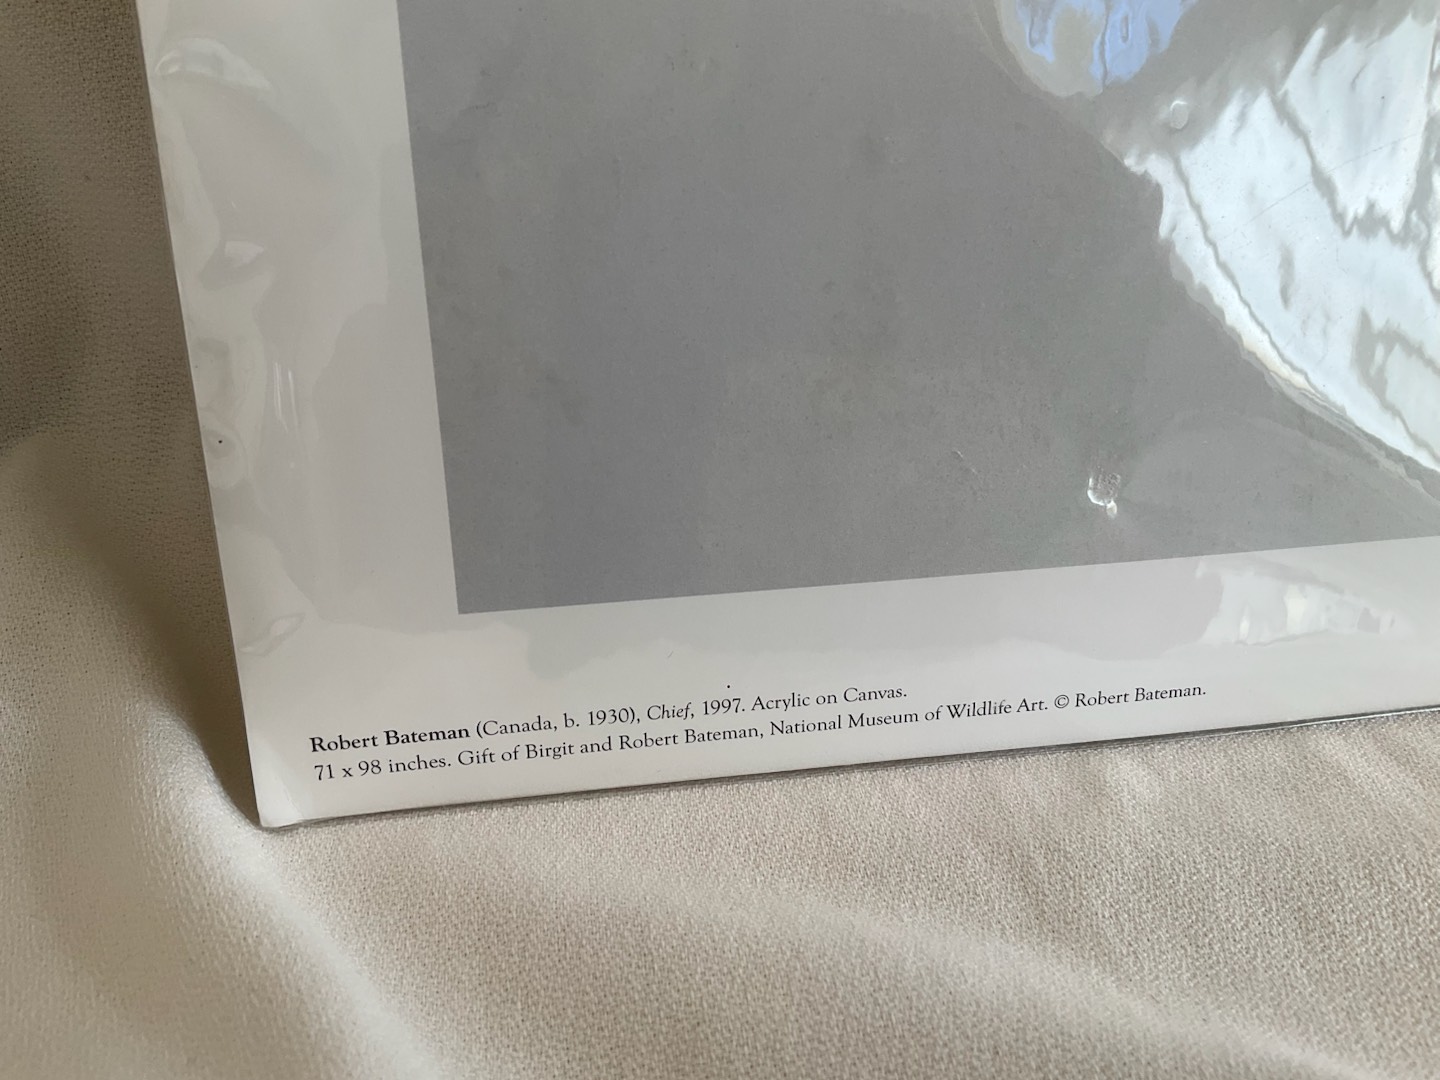 Robert Bateman (Canada, b. 1930), Chief, 1997. Acrylic on Canvas.
71 x 98 inches. Gift of Birgit and Robert Bateman, National Museum of Wildlife Art. © Robert Bateman.